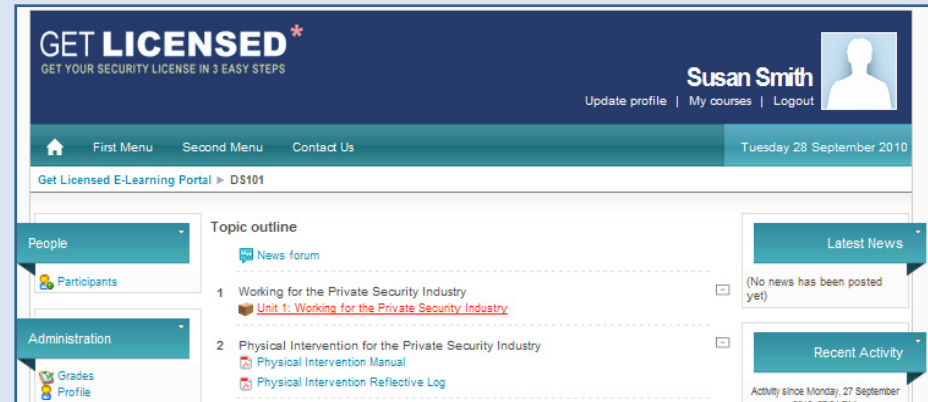 GET LICENSED*
GET YOUR SECURITY LICENSE IN 3 EASY STEPS
Susan Smith
Update profile | My courses | Logout
First Menu Second Menu Contact Us
Tuesday 28 September 2010
Get Licensed E-Learning Portal ► DS101
People
Participants
Administration
Grades
Profile
Topic outline
News forum
1 Working for the Private Security Industry
Unit 1: Working for the Private Security Industry
2 Physical Intervention for the Private Security Industry
Physical Intervention Manual
Physical Intervention Reflective Log
Latest News
(No news has been posted
yet)
Recent Activity
Activity since Monday, 27 September